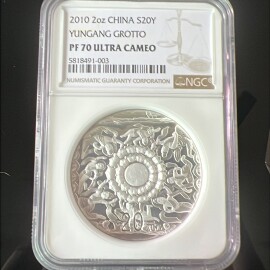 2010 2oz CHINA S20Y
YUNGANG GROTTO
PF 70 ULTRA CAMEO
5818491-003
NUMISMATIC GUARANTY CORPORATION
NGC